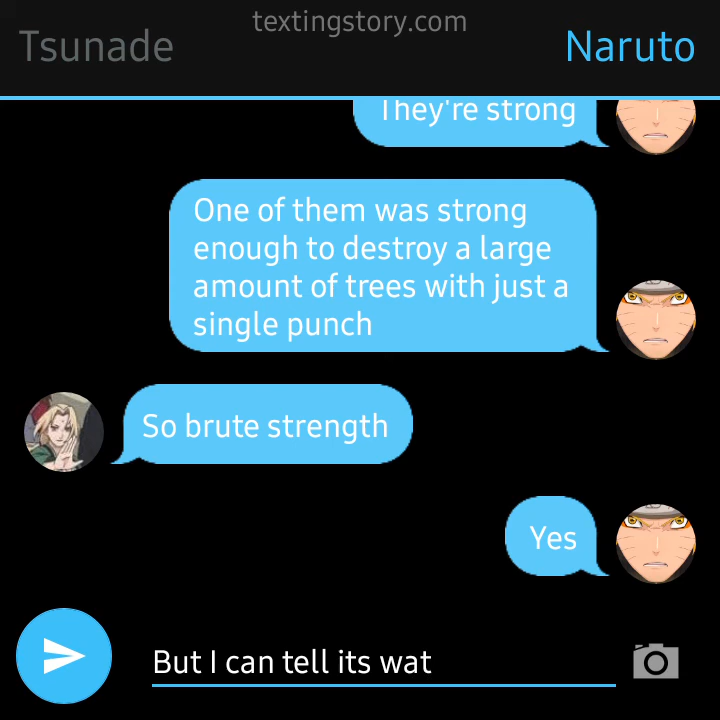 textingstory.com
Tsunade
Naruto
They're strong
One of them was strong
enough to destroy a large
amount of trees with just a
single punch
So brute strength
Yes
But I can tell its wat